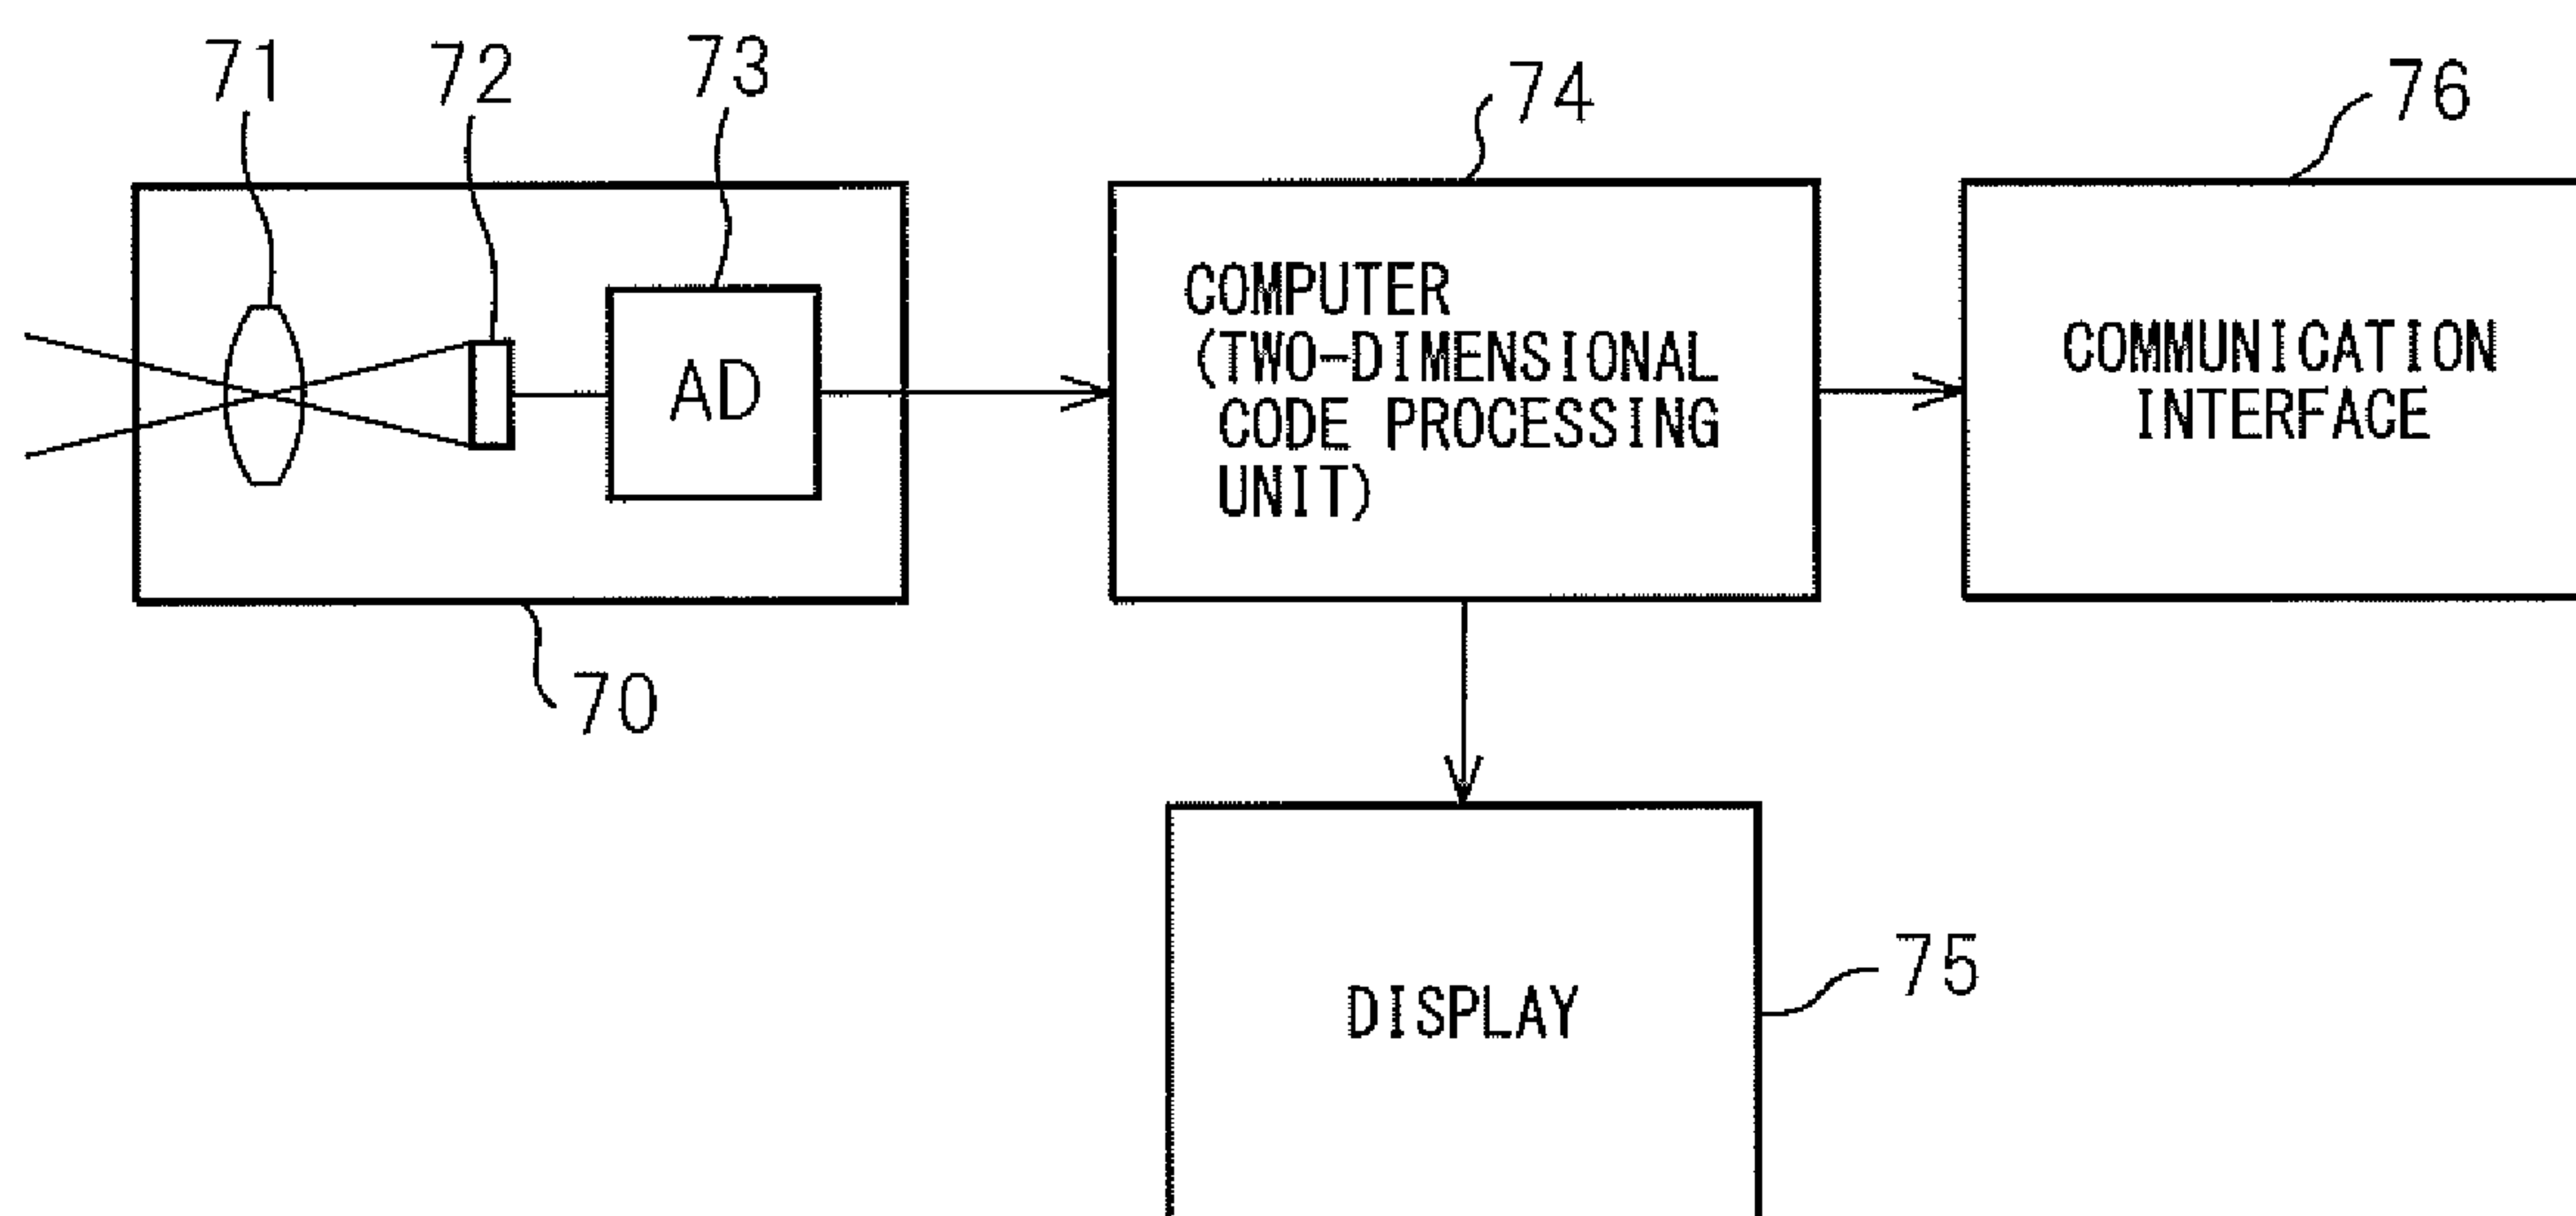 71
72
73
74
76
AD
COMPUTER
(TWO-DIMENSIONAL
CODE PROCESSING
UNIT)
COMMUNICATION
INTERFACE
70
DISPLAY
75